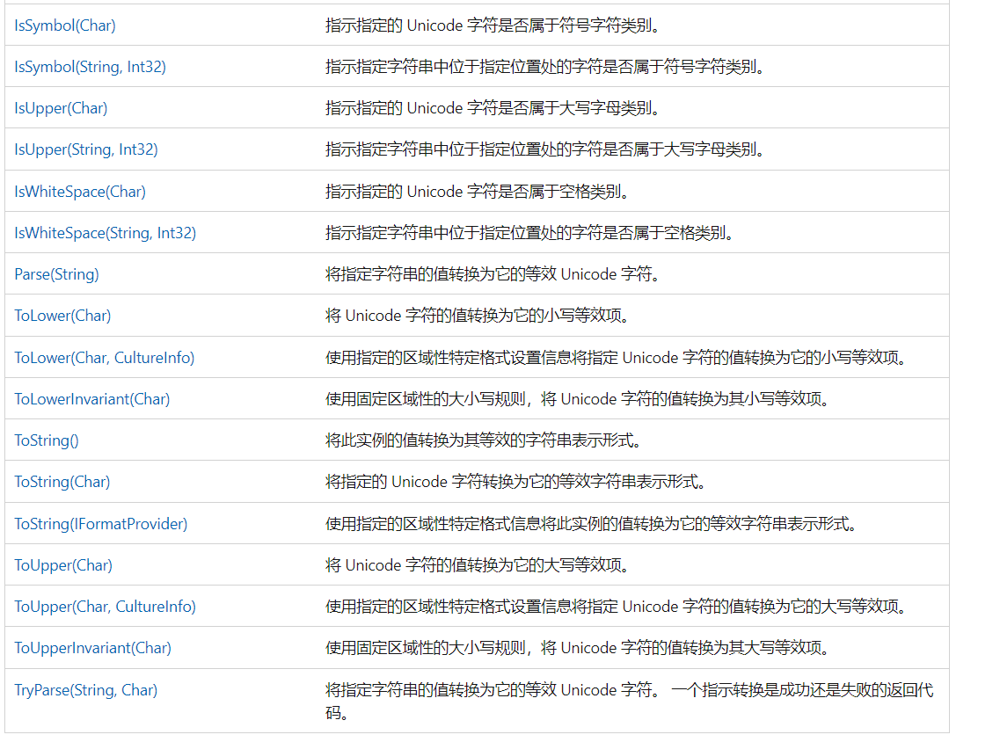 IsSymbol(Char) 指示指定的 Unicode 字符是否属于符号字符类别。
IsSymbol(String, Int32) 指示指定字符串中位于指定位置处的字符是否属于符号字符类别。
IsUpper(Char) 指示指定的 Unicode 字符是否属于大写字母类别。
IsUpper(String, Int32) 指示指定字符串中位于指定位置处的字符是否属于大写字母类别。
IsWhiteSpace(Char) 指示指定的 Unicode 字符是否属于空格类别。
IsWhiteSpace(String, Int32) 指示指定字符串中位于指定位置处的字符是否属于空格类别。
Parse(String) 将指定字符串的值转换为它的等效 Unicode 字符。
ToLower(Char) 将 Unicode 字符的值转换为它的小写等效项。
ToLower(Char, CultureInfo) 使用指定的区域性特定格式设置信息将指定 Unicode 字符的值转换为它的小写等效项。
ToLowerInvariant(Char) 使用固定区域性的大小写规则，将 Unicode 字符的值转换为其小写等效项。
ToString() 将此实例的值转换为其等效的字符串表示形式。
ToString(Char) 将指定的 Unicode 字符转换为它的等效字符串表示形式。
ToString(IFormatProvider) 使用指定的区域性特定格式信息将此实例的值转换为它的等效字符串表示形式。
ToUpper(Char) 将 Unicode 字符的值转换为它的大写等效项。
ToUpper(Char, CultureInfo) 使用指定的区域性特定格式设置信息将指定 Unicode 字符的值转换为它的大写等效项。
ToUpperInvariant(Char) 使用固定区域性的大小写规则，将 Unicode 字符的值转换为其大写等效项。
TryParse(String, Char) 将指定字符串的值转换为它的等效 Unicode 字符。 一个指示转换是成功还是失败的返回代
码。